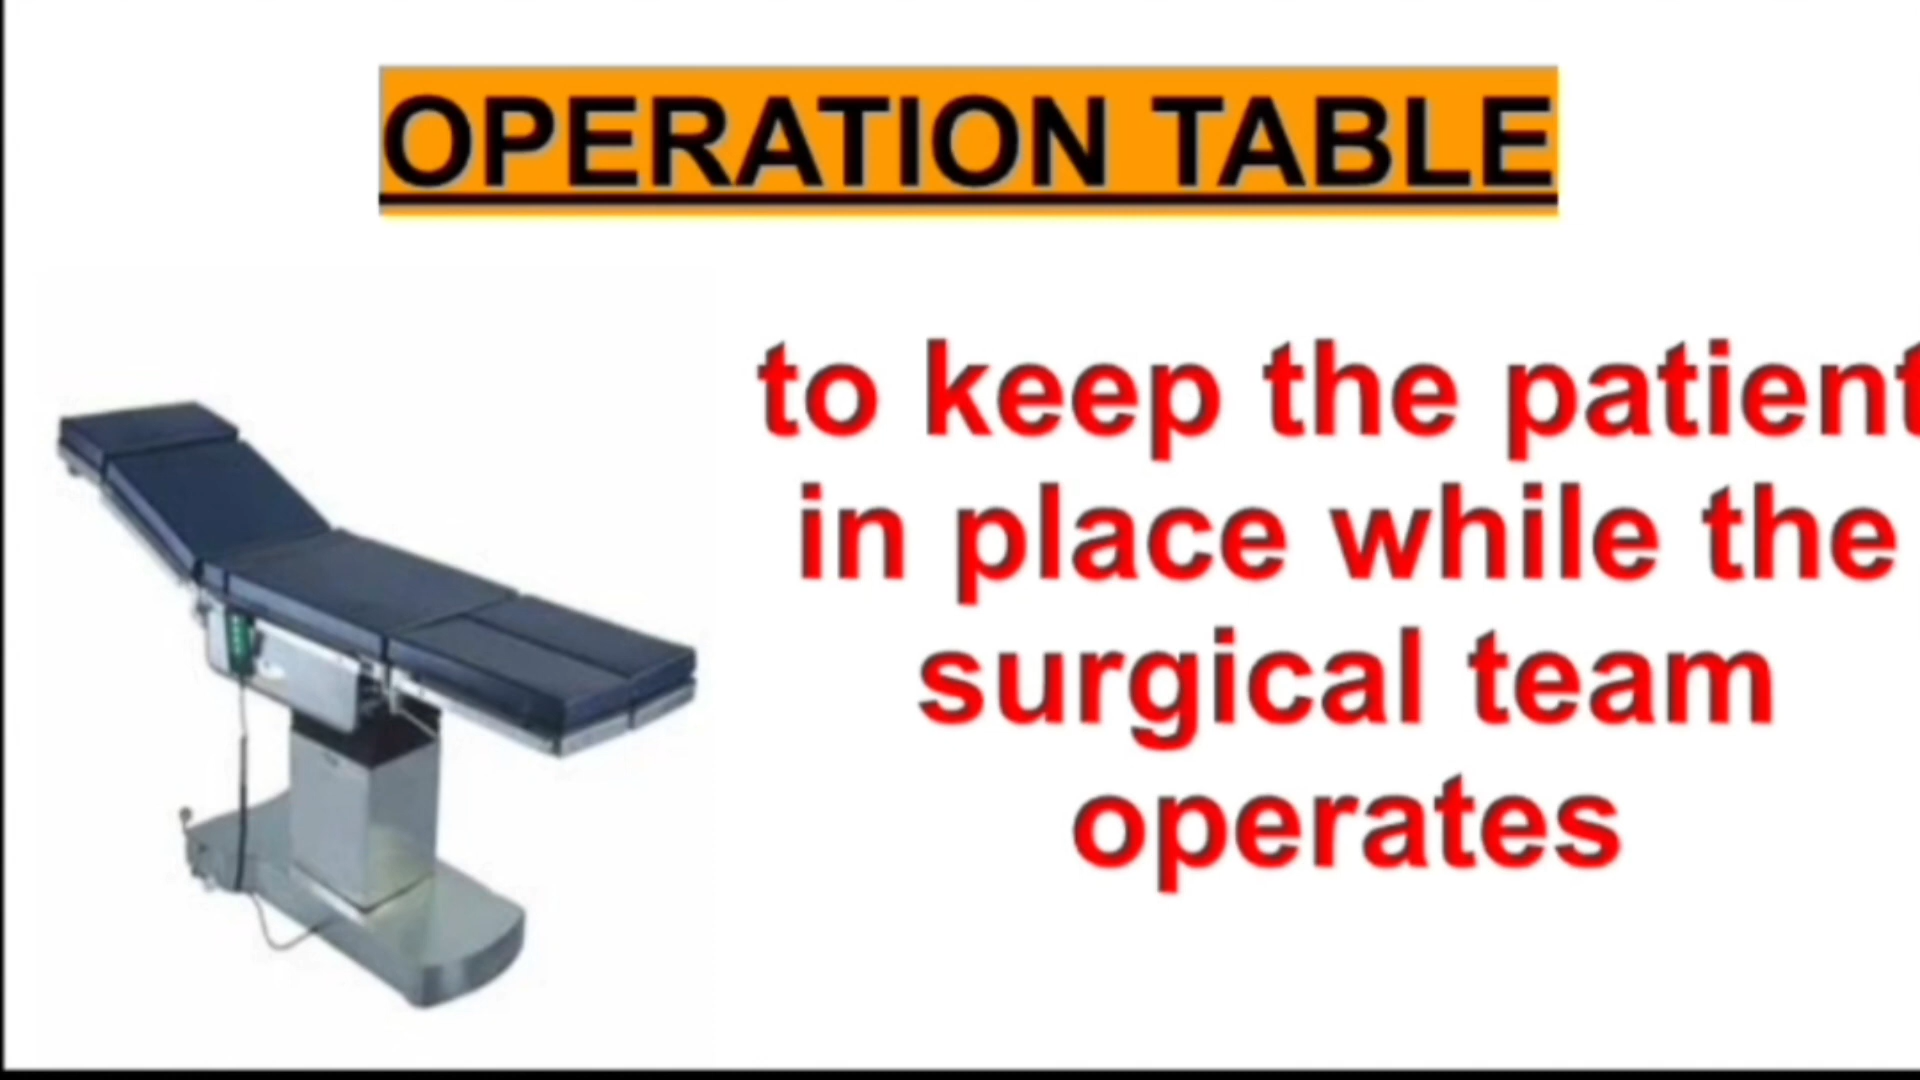 OPERATION TABLE
to keep the patient
in place while the
surgical team
operates